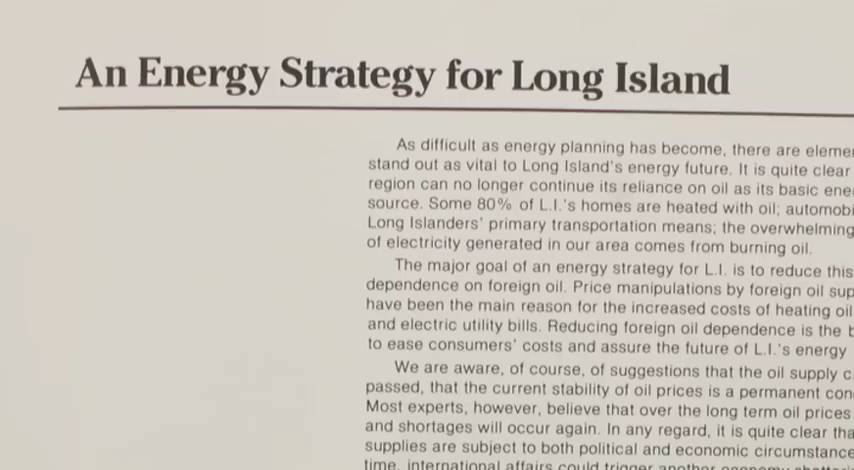 An Energy Strategy for Long Island
As difficult as energy planning has become, there are
stand out as vital to Long Island's energy future. It is quite clear
region can no longer continue its reliance on oil as its basic
source. Some 80% of L.I.'s homes are heated with oil;
Long Islanders' primary transportation means; the overwhelming
of electricity generated in our area comes from burning oil.
The major goal of an energy strategy for L.I. is to reduce this
dependence on foreign oil. Price manipulations by foreign oil
have been the main reason for the increased costs of heating oil
and electric utility bills. Reducing foreign oil dependence is the
to ease consumers' costs and assure the future of L.I.'s energy
We are aware, of course, of suggestions that the oil supply
passed, that the current stability of oil prices is a permanent
Most experts, however, believe that over the long term oil prices
and shortages will occur again. In any regard, it is quite clear
supplies are subject to both political and economic
time, international affairs could trigger another economy